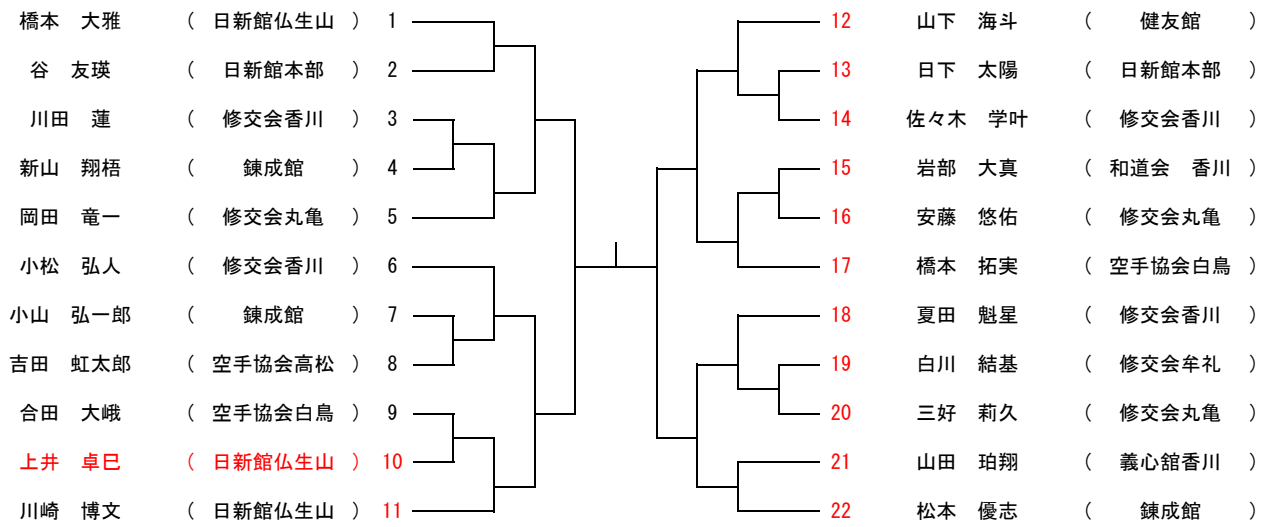 橋本　大雅 （ 日新館仏生山 ） 1
谷　友瑛 （ 日新館本部 ） 2
川田　蓮 （ 修交会香川 ） 3
新山　翔梧 （ 錬成館 ） 4
岡田　竜一 （ 修交会丸亀 ） 5
小松　弘人 （ 修交会香川 ） 6
小山　弘一郎 （ 錬成館 ） 7
吉田　虹太郎 （ 空手協会高松 ） 8
合田　大峨 （ 空手協会白鳥 ） 9
上井　卓巳 （ 日新館仏生山 ） 10
川崎　博文 （ 日新館仏生山 ） 11
12 山下　海斗 （ 健友館 ）
13 日下　太陽 （ 日新館本部 ）
14 佐々木　学叶 （ 修交会香川 ）
15 岩部　大真 （ 和道会　香川 ）
16 安藤　悠佑 （ 修交会丸亀 ）
17 橋本　拓実 （ 空手協会白鳥 ）
18 夏田　魁星 （ 修交会香川 ）
19 白川　結基 （ 修交会牟礼 ）
20 三好　莉久 （ 修交会丸亀 ）
21 山田　珀翔 （ 義心舘香川 ）
22 松本　優志 （ 錬成館 ）